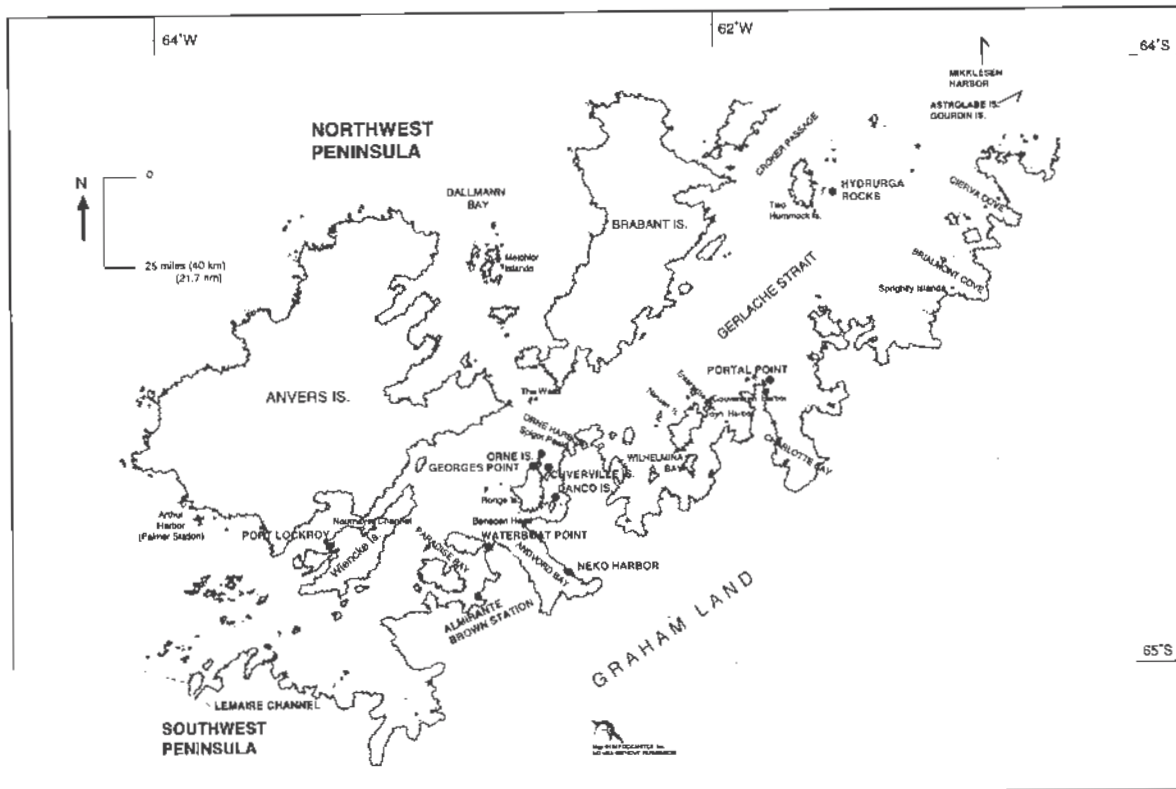 64°W
62°W
64°S
MIKKLESEN
HARBOR
ASTROLABE IS.
GOURDIN IS.
NORTHWEST
PENINSULA
CROKER PASSAGE
N
0
25 miles (40 km)
(21.7 nm)
DALLMANN
BAY
Melchior
Islands
BRABANT IS.
Two
Hummock Is.
HYDRURGA
ROCKS
CIERVA COVE
BRIALMONT COVE
Sprightly Islands
GERLACHE STRAIT
ANVERS IS.
PORTAL POINT
CHARLOTTE BAY
ORNE HARBOR
ORNE IS.
GEORGES POINT
CUVERVILLE IS.
DANCO IS.
WILHELMINA
BAY
Ronge Is.
Arthur
Harbor
(Palmer Station)
PORT LOCKROY
Neumayer Channel
Wiencke Is.
PARADISE BAY
WATERBOAT POINT
ANDVORD BAY
NEKO HARBOR
ALMIRANTE
BROWN STATION
GRAHAM LAND
65°S
LEMAIRE CHANNEL
SOUTHWEST
PENINSULA